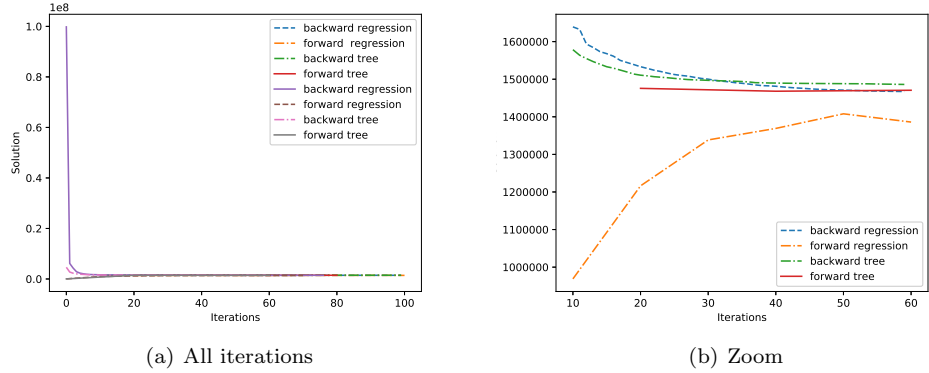 1e8
1.0
0.8
0.6
0.4
0.2
0.0
Solution
0 20 40 60 80 100
Iterations
backward regression
forward regression
backward tree
forward tree
backward regression
forward regression
backward tree
forward tree
(a) All iterations
1600000
1500000
1400000
1300000
1200000
1100000
1000000
10 20 30 40 50 60
Iterations
backward regression
forward regression
backward tree
forward tree
(b) Zoom